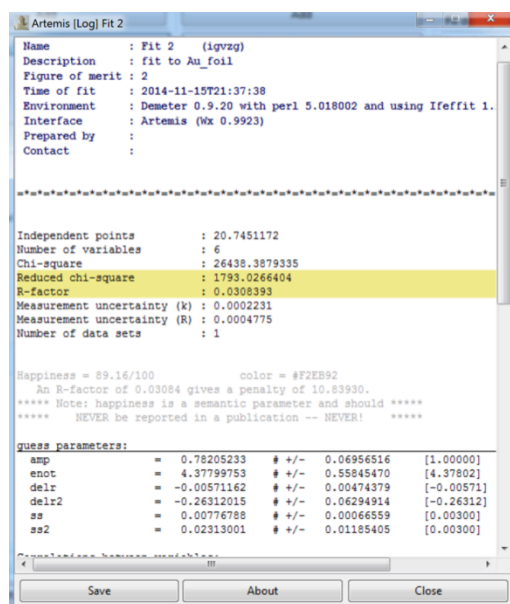 Artemis [Log] Fit 2
Name : Fit 2 (igvzg)
Description : fit to Au_foil
Figure of merit : 2
Time of fit : 2014-11-15T21:37:38
Environment : Demeter 0.9.20 with perl 5.018002 and using Ifeffit 1.
Interface : Artemis (Wx 0.9923)
Prepared by :
Contact :
=*=*=*=*=*=*=*=*=*=*=*=*=*=*=*=*=*=*=*=*=*=*=*=*=*=*=*=*=*=*=*=*=*=*=
Independent points : 20.7451172
Number of variables : 6
Chi-square : 26438.3879335
Reduced chi-square : 1793.0266404
R-factor : 0.0308393
Measurement uncertainty (k) : 0.0002231
Measurement uncertainty (R) : 0.0004775
Number of data sets : 1
Happiness = 89.16/100 color = #F2EB92
An R-factor of 0.03084 gives a penalty of 10.83930.
***** Note: happiness is a semantic parameter and should *****
***** NEVER be reported in a publication -- NEVER! *****
guess parameters:
amp = 0.78205233 # +/- 0.06956516 [1.00000]
enot = 4.37799753 # +/- 0.55845470 [4.37802]
delr = -0.00571162 # +/- 0.00474379 [-0.00571]
delr2 = -0.26312015 # +/- 0.06294914 [-0.26312]
ss = 0.00776788 # +/- 0.00066559 [0.00300]
ss2 = 0.02313001 # +/- 0.01185405 [0.00300]
Correlations between variables:
Save
About
Close